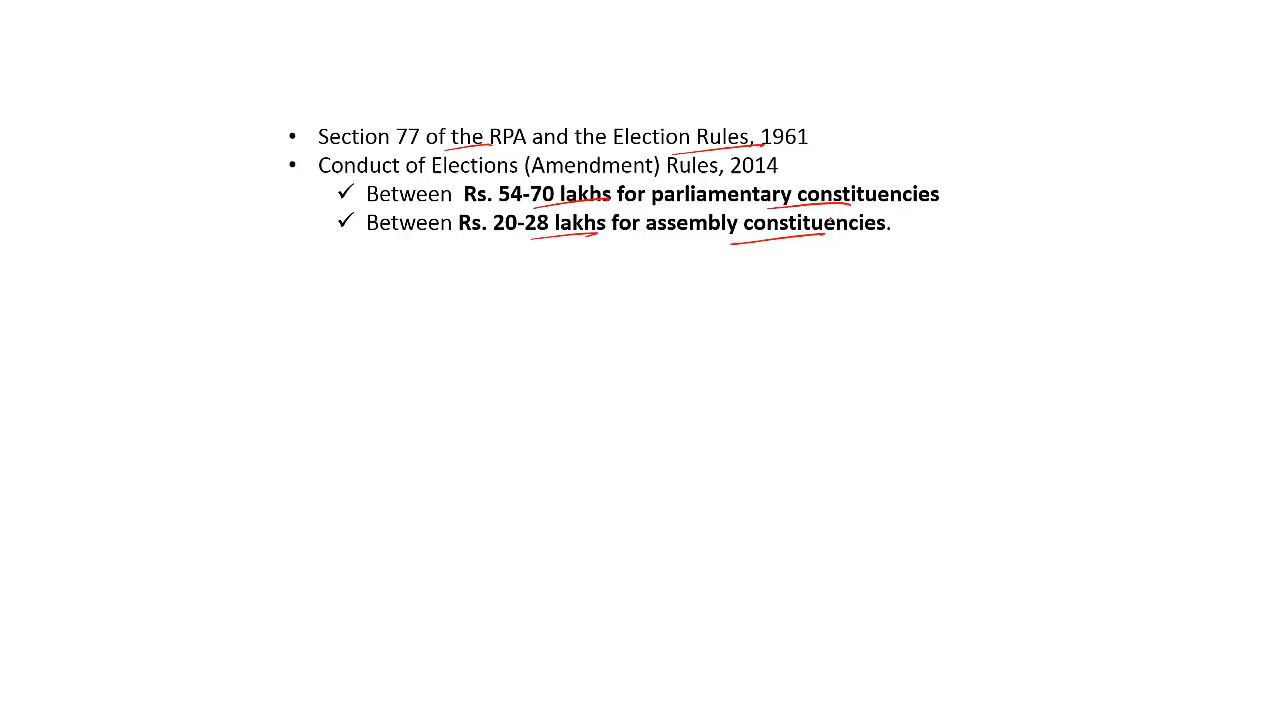 • Section 77 of the RPA and the Election Rules, 1961
• Conduct of Elections (Amendment) Rules, 2014
✓ Between Rs. 54-70 lakhs for parliamentary constituencies
✓ Between Rs. 20-28 lakhs for assembly constituencies.